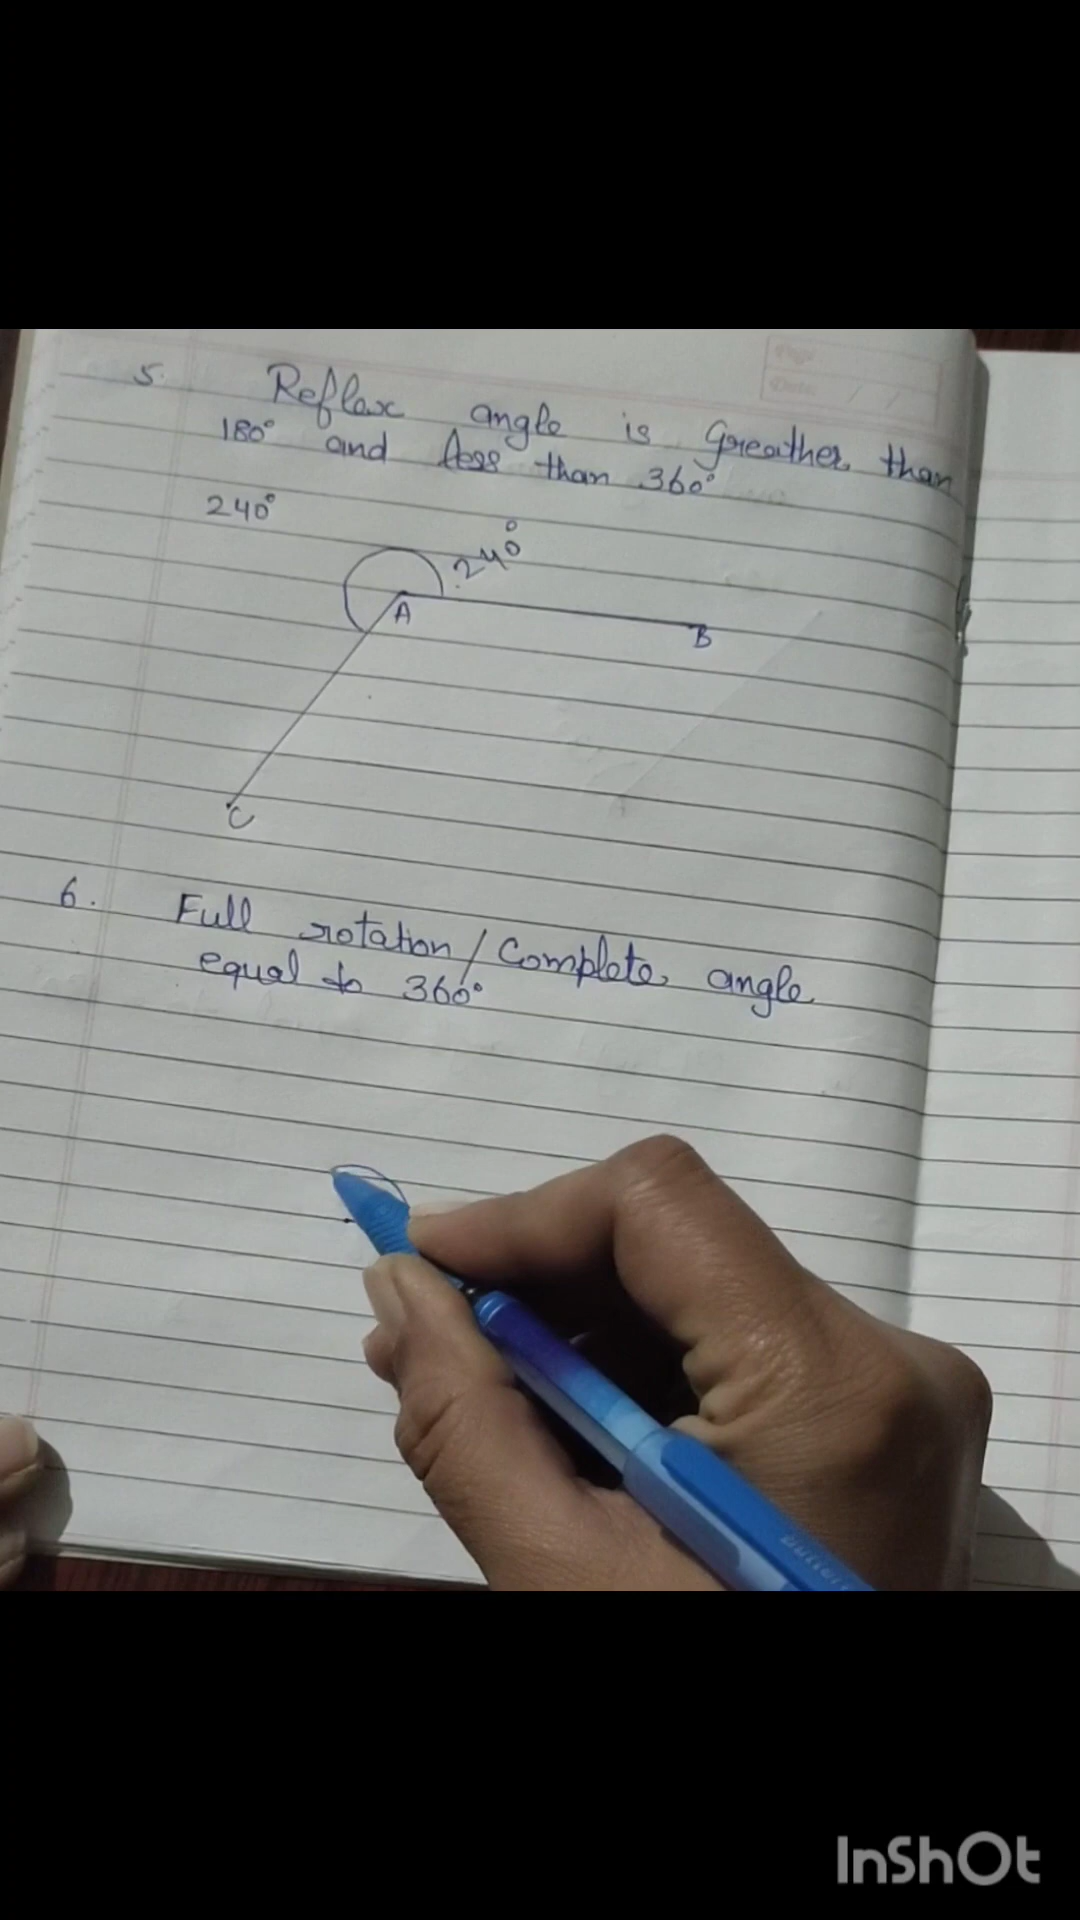 5. Reflex angle is Greather than
180° and less than 360°
240°
240°
A
B
C
6. Full rotation / Complete angle
equal to 360°
InShOt